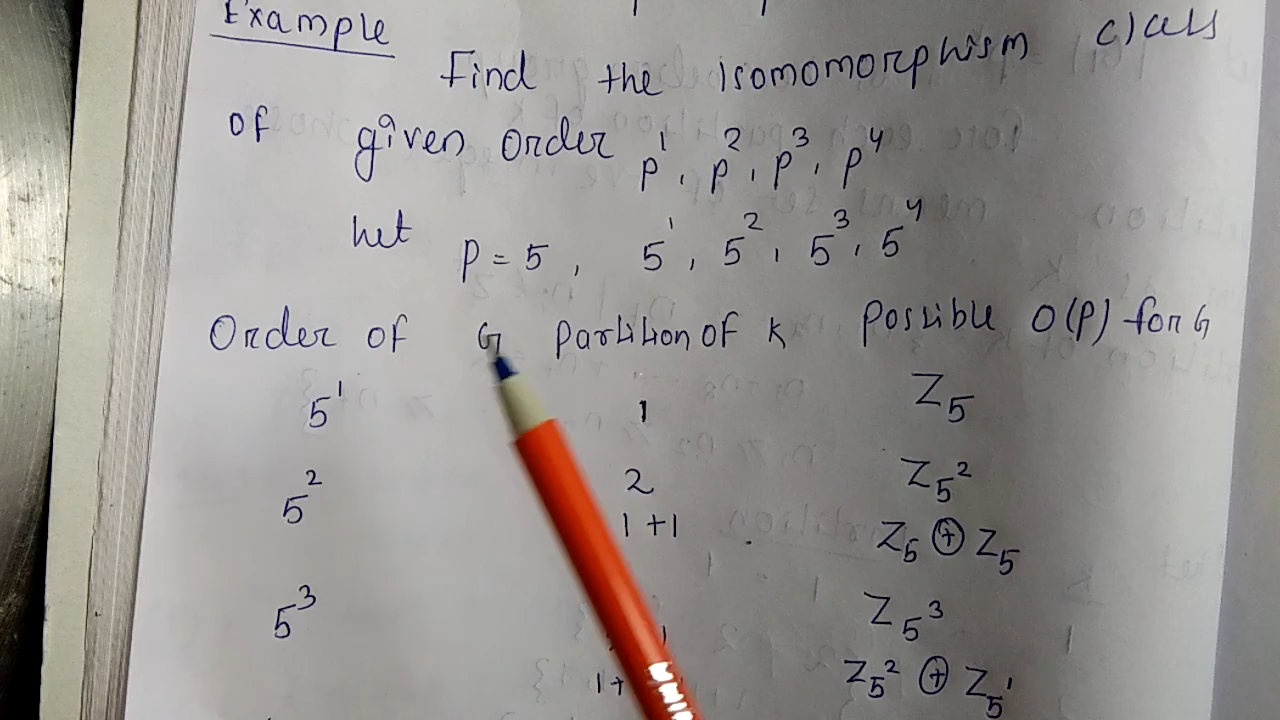 Example
Find the Isomomorphism class
of given order p¹, p², p³, p⁴
Let p = 5, 5¹, 5², 5³, 5⁴
Order of G Partition of K Possible O(P) for G
5¹ 1 Z₅
5² 2 Z₅²
1+1 Z₅ ⊕ Z₅
5³ Z₅³
1+ Z₅² ⊕ Z₅¹